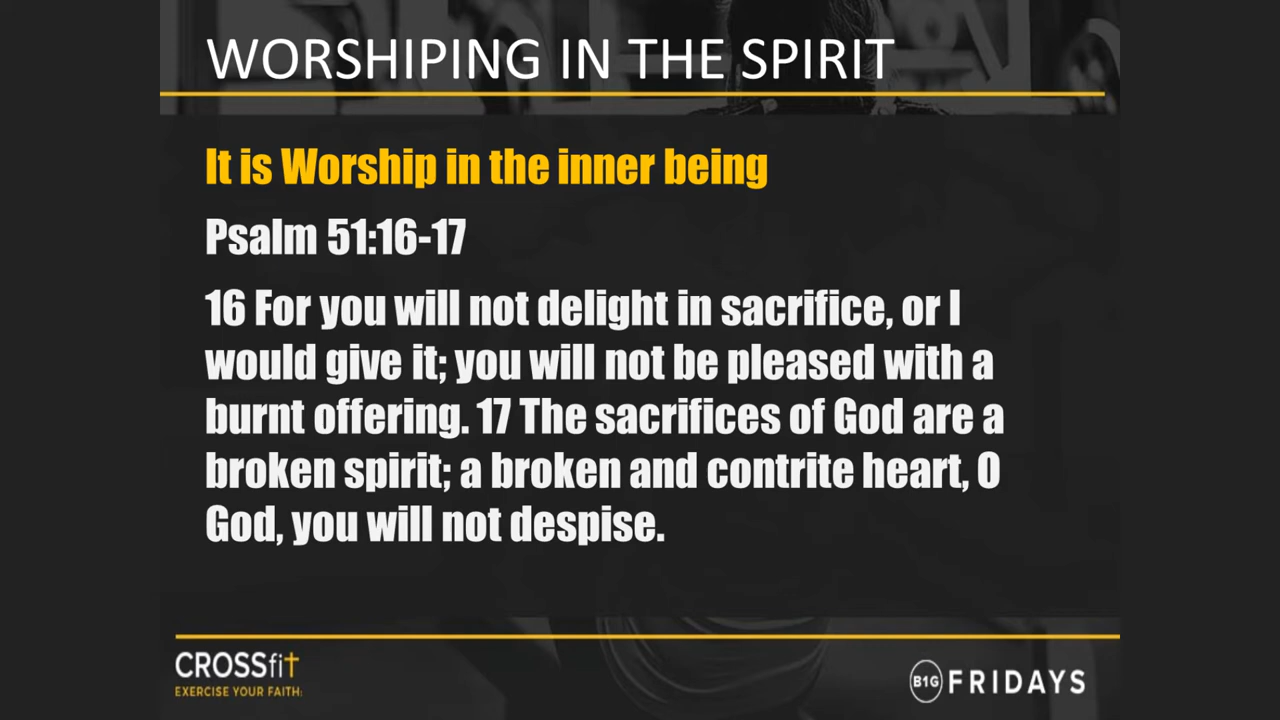 WORSHIPING IN THE SPIRIT
It is Worship in the inner being
Psalm 51:16-17
16 For you will not delight in sacrifice, or I
would give it; you will not be pleased with a
burnt offering. 17 The sacrifices of God are a
broken spirit; a broken and contrite heart, O
God, you will not despise.
CROSSfit
EXERCISE YOUR FAITH:
B1G FRIDAYS